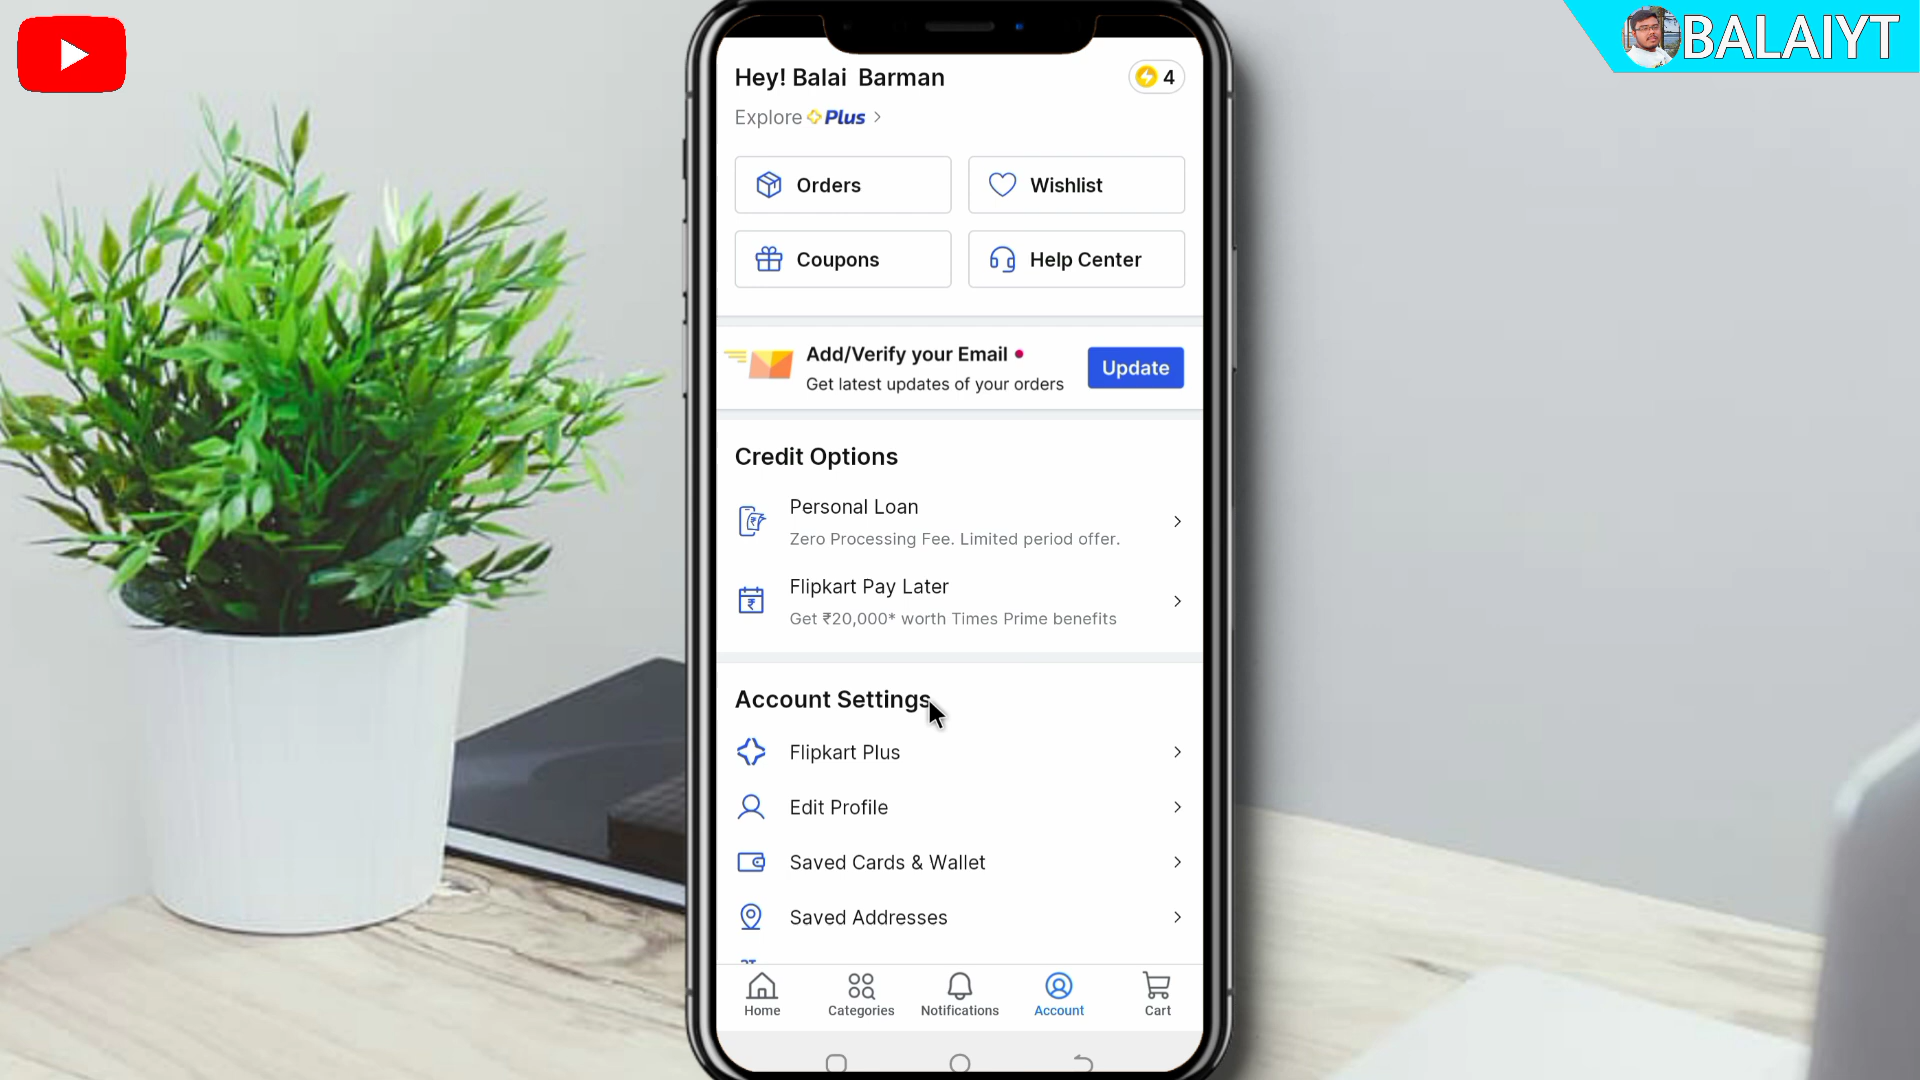 BALAIYT
Hey! Balai Barman
4
Explore Plus
Orders
Wishlist
Coupons
Help Center
Add/Verify your Email
Get latest updates of your orders
Update
Credit Options
Personal Loan
Zero Processing Fee. Limited period offer.
Flipkart Pay Later
Get ₹20,000* worth Times Prime benefits
Account Settings
Flipkart Plus
Edit Profile
Saved Cards & Wallet
Saved Addresses
Home
Categories
Notifications
Account
Cart